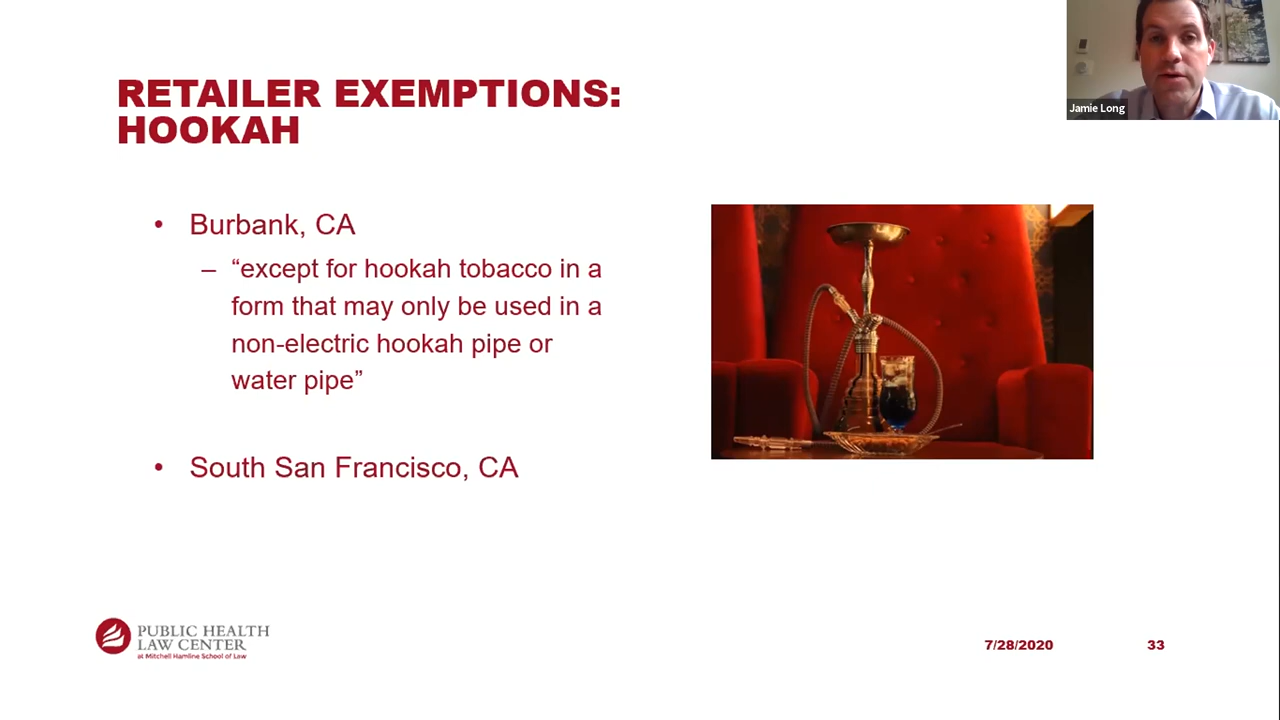 Jamie Long
RETAILER EXEMPTIONS:
HOOKAH
• Burbank, CA
– “except for hookah tobacco in a
form that may only be used in a
non-electric hookah pipe or
water pipe”
• South San Francisco, CA
PUBLIC HEALTH
LAW CENTER
at Mitchell Hamline School of Law
7/28/2020
33